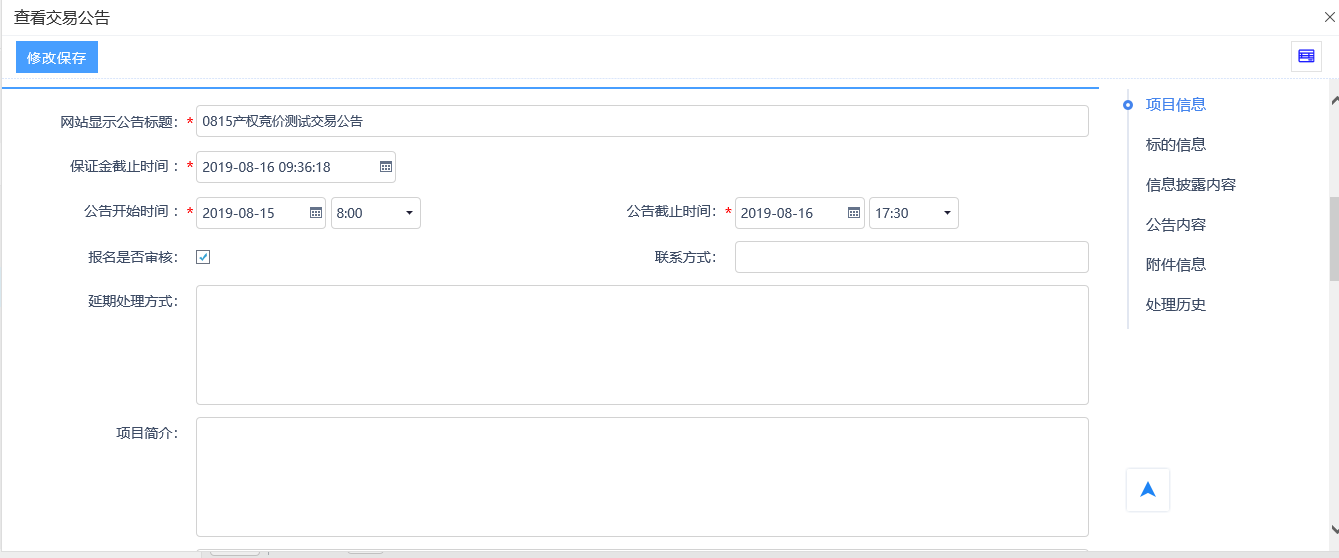 查看交易公告
修改保存
网站显示公告标题： * 0815产权竟价测试交易公告
保证金截止时间： * 2019-08-16 09:36:18
公告开始时间： * 2019-08-15 8:00 公告截止时间： * 2019-08-16 17:30
报名是否审核： 联系方式：
延期处理方式：
项目简介：
项目信息
标的信息
信息披露内容
公告内容
附件信息
处理历史